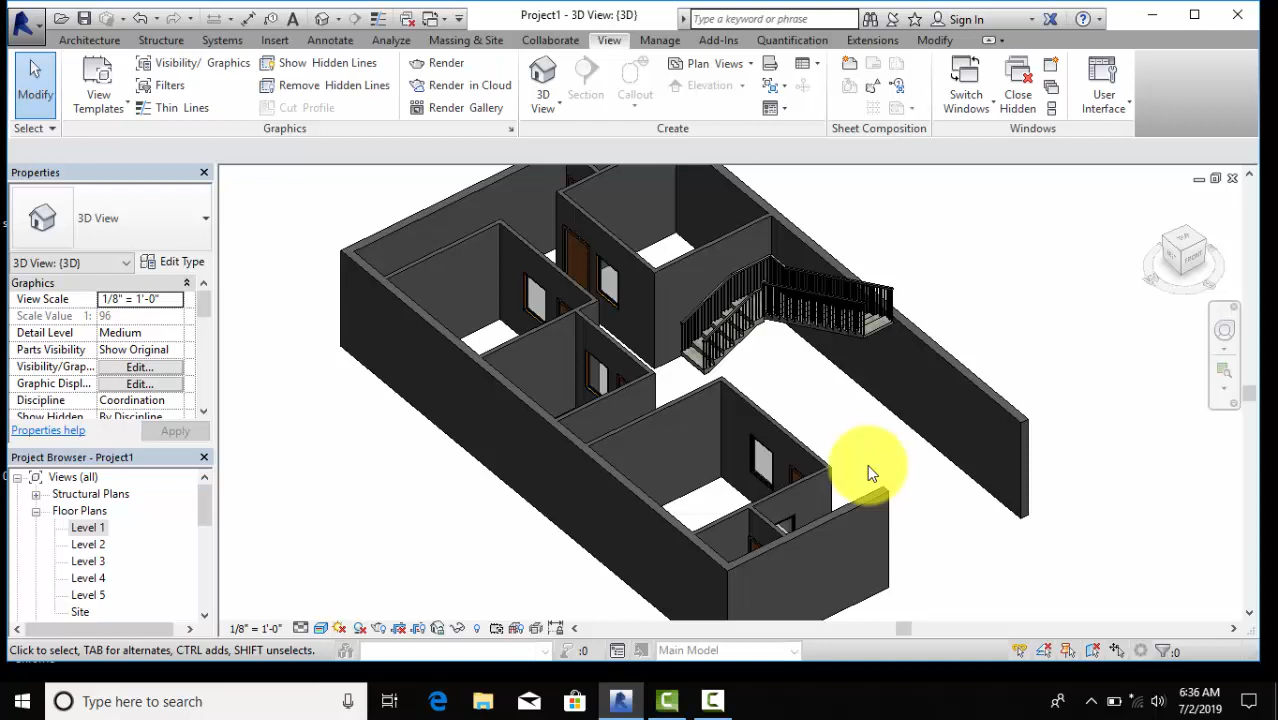 Project1 - 3D View: {3D}
Type a keyword or phrase
Sign In
Architecture Structure Systems Insert Annotate Analyze Massing & Site Collaborate View Manage Add-Ins Quantification Extensions Modify
Modify
View Templates
Visibility/ Graphics
Filters
Thin Lines
Show Hidden Lines
Remove Hidden Lines
Cut Profile
Render
Render in Cloud
Render Gallery
3D View
Section
Callout
Plan Views
Elevation
Switch Windows
Close Hidden
User Interface
Select
Graphics
Create
Sheet Composition
Windows
Properties
3D View
3D View: {3D}
Edit Type
Graphics
View Scale 1/8" = 1'-0"
Scale Value 1: 96
Detail Level Medium
Parts Visibility Show Original
Visibility/Grap... Edit...
Graphic Displ... Edit...
Discipline Coordination
Show Hidden By Discipline
Properties help
Apply
Project Browser - Project1
Views (all)
Structural Plans
Floor Plans
Level 1
Level 2
Level 3
Level 4
Level 5
Site
FRONT
1/8" = 1'-0"
Click to select, TAB for alternates, CTRL adds, SHIFT unselects.
:0
Main Model
:0
Type here to search
6:36 AM
7/2/2019